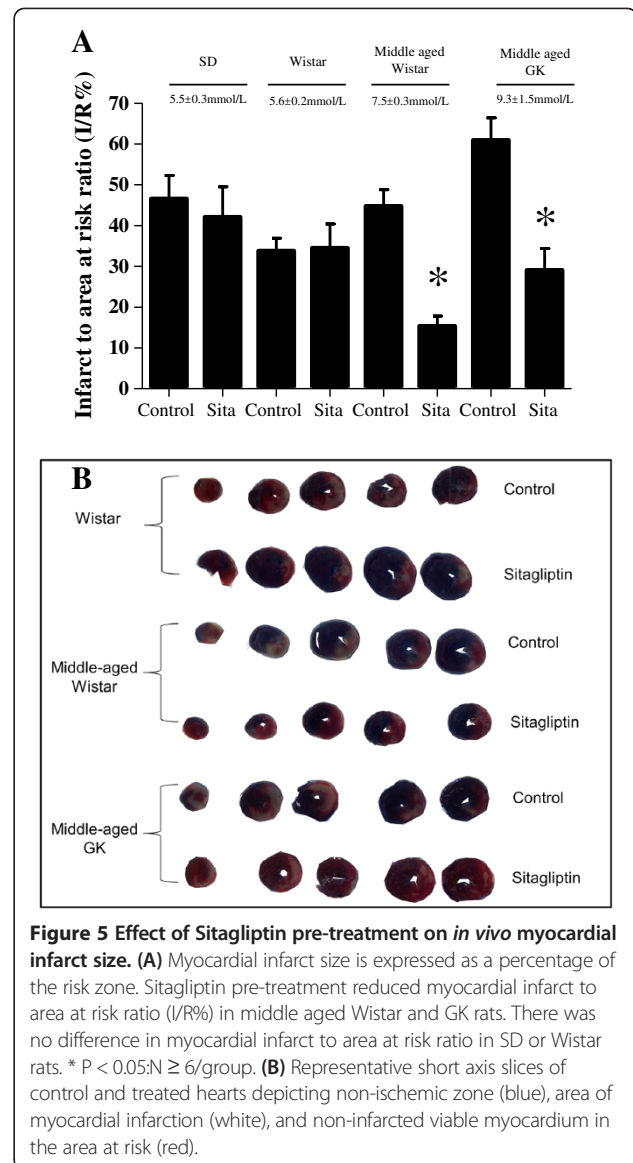 A
SD Wistar Middle aged Wistar Middle aged GK
5.5±0.3mmol/L 5.6±0.2mmol/L 7.5±0.3mmol/L 9.3±1.5mmol/L
Infarct to area at risk ratio (I/R%)
70
60
50
40
30
20
10
0
* *
Control Sita Control Sita Control Sita Control Sita
B
Wistar
Control
Sitagliptin
Middle-aged
Wistar
Control
Sitagliptin
Middle-aged
GK
Control
Sitagliptin
Figure 5 Effect of Sitagliptin pre-treatment on in vivo myocardial
infarct size. (A) Myocardial infarct size is expressed as a percentage of
the risk zone. Sitagliptin pre-treatment reduced myocardial infarct to
area at risk ratio (I/R%) in middle aged Wistar and GK rats. There was
no difference in myocardial infarct to area at risk ratio in SD or Wistar
rats. * P < 0.05:N ≥ 6/group. (B) Representative short axis slices of
control and treated hearts depicting non-ischemic zone (blue), area of
myocardial infarction (white), and non-infarcted viable myocardium in
the area at risk (red).